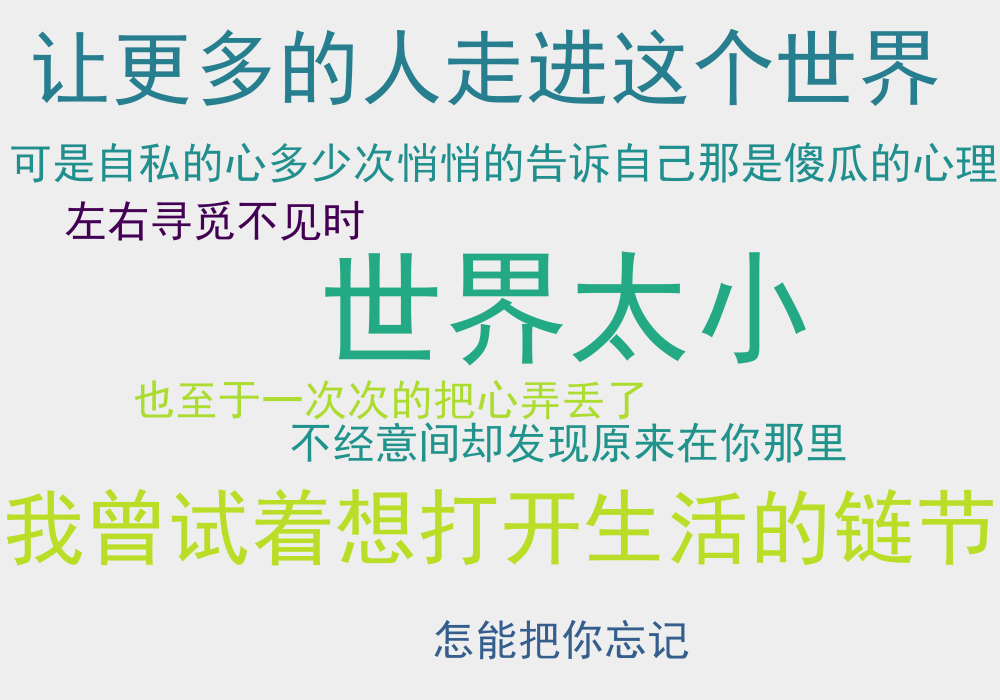 让更多的人走进这个世界
可是自私的心多少次悄悄的告诉自己那是傻瓜的心理
左右寻觅不见时
世界太小
也至于一次次的把心弄丢了
不经意间却发现原来在你那里
我曾试着想打开生活的链节
怎能把你忘记